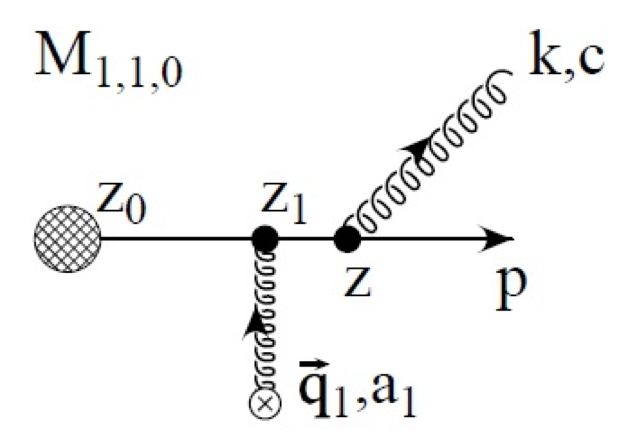 M₁,₁,₀
k,c
z₀
z₁
z
p
q⃗₁,a₁